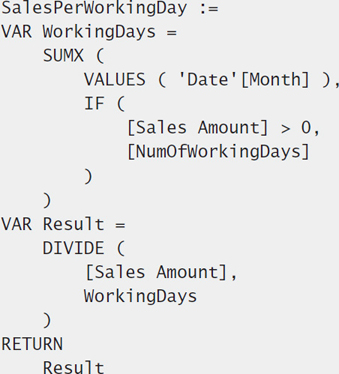 SalesPerWorkingDay :=
VAR WorkingDays =
    SUMX (
        VALUES ( 'Date'[Month] ),
        IF (
            [Sales Amount] > 0,
            [NumOfWorkingDays]
        )
    )
VAR Result =
    DIVIDE (
        [Sales Amount],
        WorkingDays
    )
RETURN
    Result